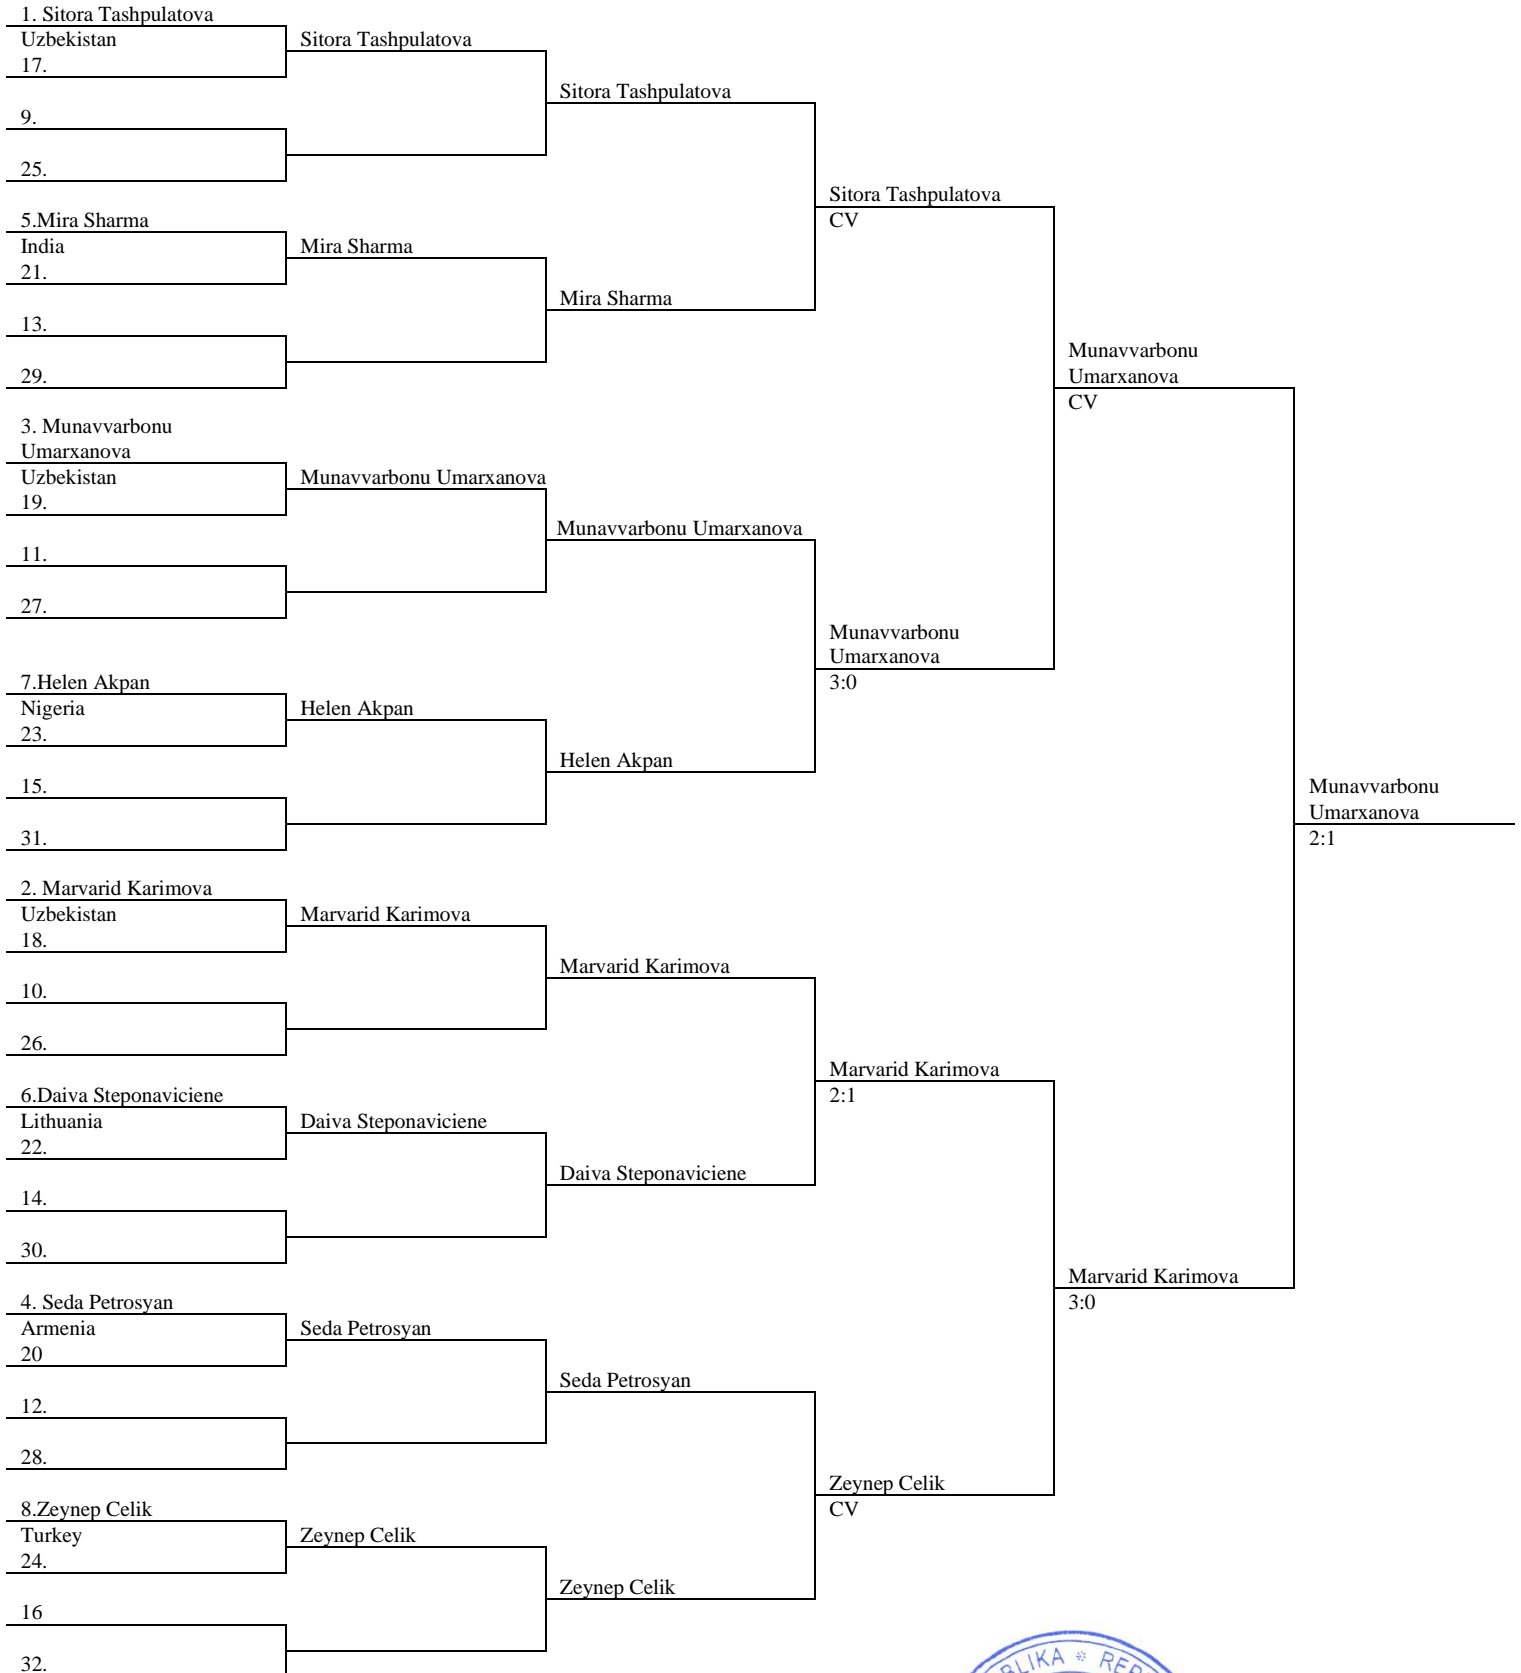 1. Sitora Tashpulatova
Uzbekistan
17.
9.
25.
5.Mira Sharma
India
21.
13.
29.
3. Munavvarbonu
Umarxanova
Uzbekistan
19.
11.
27.
7.Helen Akpan
Nigeria
23.
15.
31.
2. Marvarid Karimova
Uzbekistan
18.
10.
26.
6.Daiva Steponaviciene
Lithuania
22.
14.
30.
4. Seda Petrosyan
Armenia
20
12.
28.
8.Zeynep Celik
Turkey
24.
16
32.
Sitora Tashpulatova
Mira Sharma
Munavvarbonu Umarxanova
Helen Akpan
Marvarid Karimova
Daiva Steponaviciene
Seda Petrosyan
Zeynep Celik
Sitora Tashpulatova
Mira Sharma
Munavvarbonu Umarxanova
Helen Akpan
Marvarid Karimova
Daiva Steponaviciene
Seda Petrosyan
Zeynep Celik
Sitora Tashpulatova
CV
Munavvarbonu
Umarxanova
3:0
Marvarid Karimova
2:1
Zeynep Celik
CV
Munavvarbonu
Umarxanova
CV
Marvarid Karimova
3:0
Munavvarbonu
Umarxanova
2:1